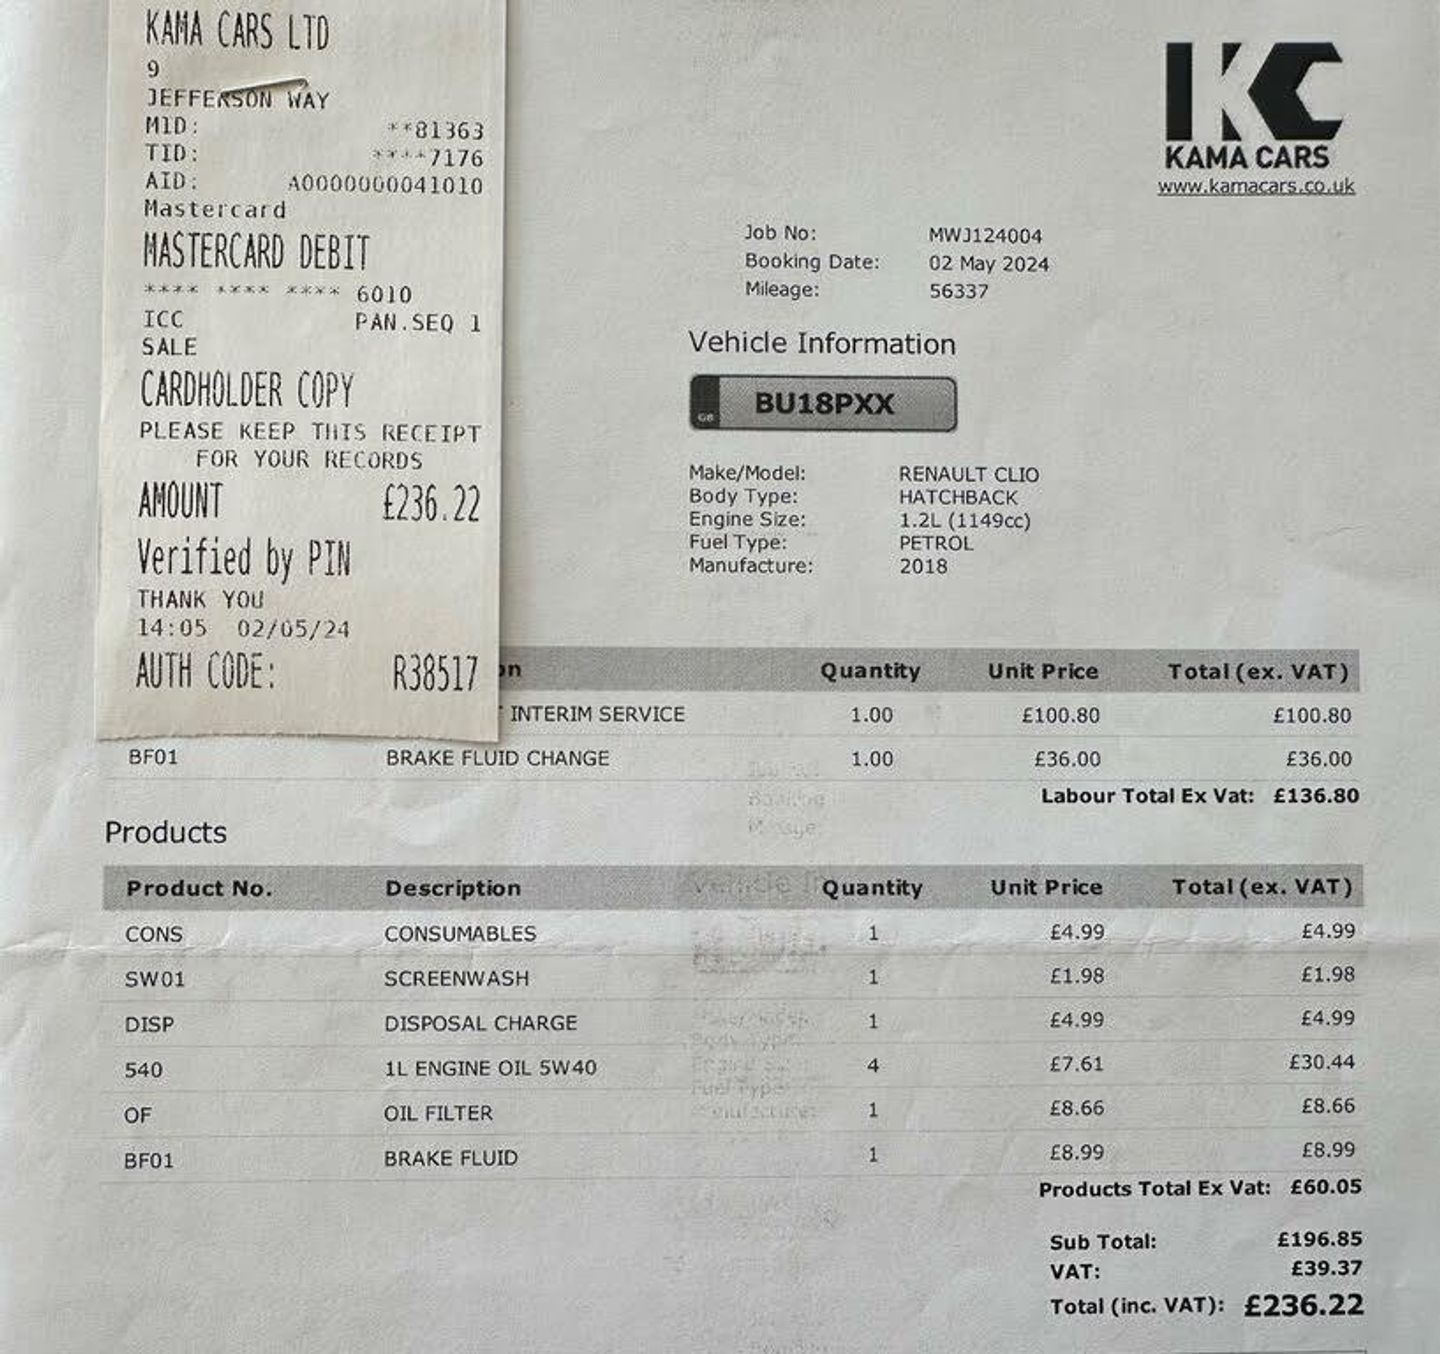 KAMA CARS LTD
9
JEFFERSON WAY
MID: **81363
TID: ****7176
AID: A0000000041010
Mastercard
MASTERCARD DEBIT
**** **** **** 6010
ICC PAN.SEQ 1
SALE
CARDHOLDER COPY
PLEASE KEEP THIS RECEIPT
FOR YOUR RECORDS
AMOUNT £236.22
Verified by PIN
THANK YOU
14:05 02/05/24
AUTH CODE: R38517
KC
KAMA CARS
www.kamacars.co.uk
Job No: MWJ124004
Booking Date: 02 May 2024
Mileage: 56337
Vehicle Information
GB BU18PXX
Make/Model: RENAULT CLIO
Body Type: HATCHBACK
Engine Size: 1.2L (1149cc)
Fuel Type: PETROL
Manufacture: 2018
Quantity Unit Price Total (ex. VAT)
INTERIM SERVICE 1.00 £100.80 £100.80
BF01 BRAKE FLUID CHANGE 1.00 £36.00 £36.00
Labour Total Ex Vat: £136.80
Products
Product No. Description Quantity Unit Price Total (ex. VAT)
CONS CONSUMABLES 1 £4.99 £4.99
SW01 SCREENWASH 1 £1.98 £1.98
DISP DISPOSAL CHARGE 1 £4.99 £4.99
540 1L ENGINE OIL 5W40 4 £7.61 £30.44
OF OIL FILTER 1 £8.66 £8.66
BF01 BRAKE FLUID 1 £8.99 £8.99
Products Total Ex Vat: £60.05
Sub Total: £196.85
VAT: £39.37
Total (inc. VAT): £236.22